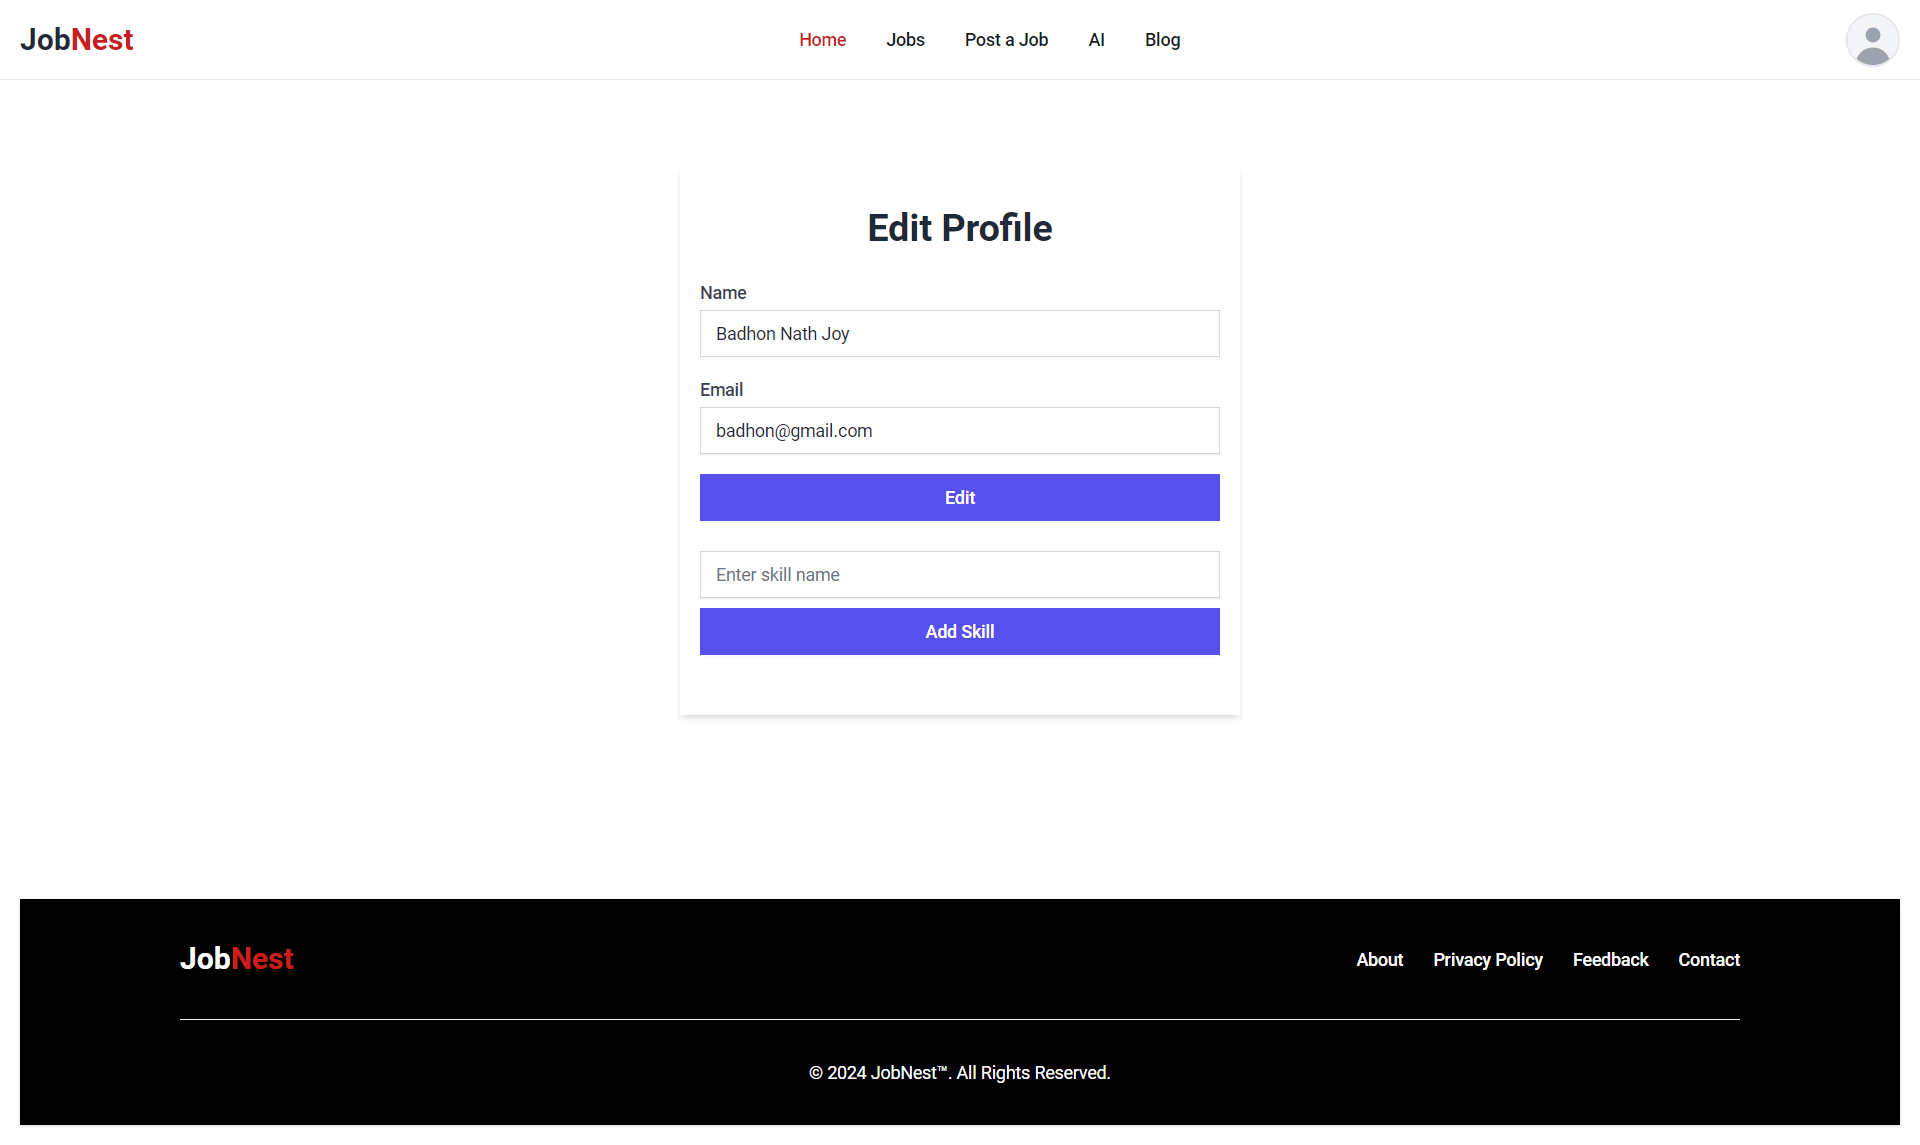 JobNest
Home Jobs Post a Job AI Blog
Edit Profile
Name
Badhon Nath Joy
Email
badhon@gmail.com
Edit
Enter skill name
Add Skill
JobNest
About Privacy Policy Feedback Contact
© 2024 JobNest™. All Rights Reserved.